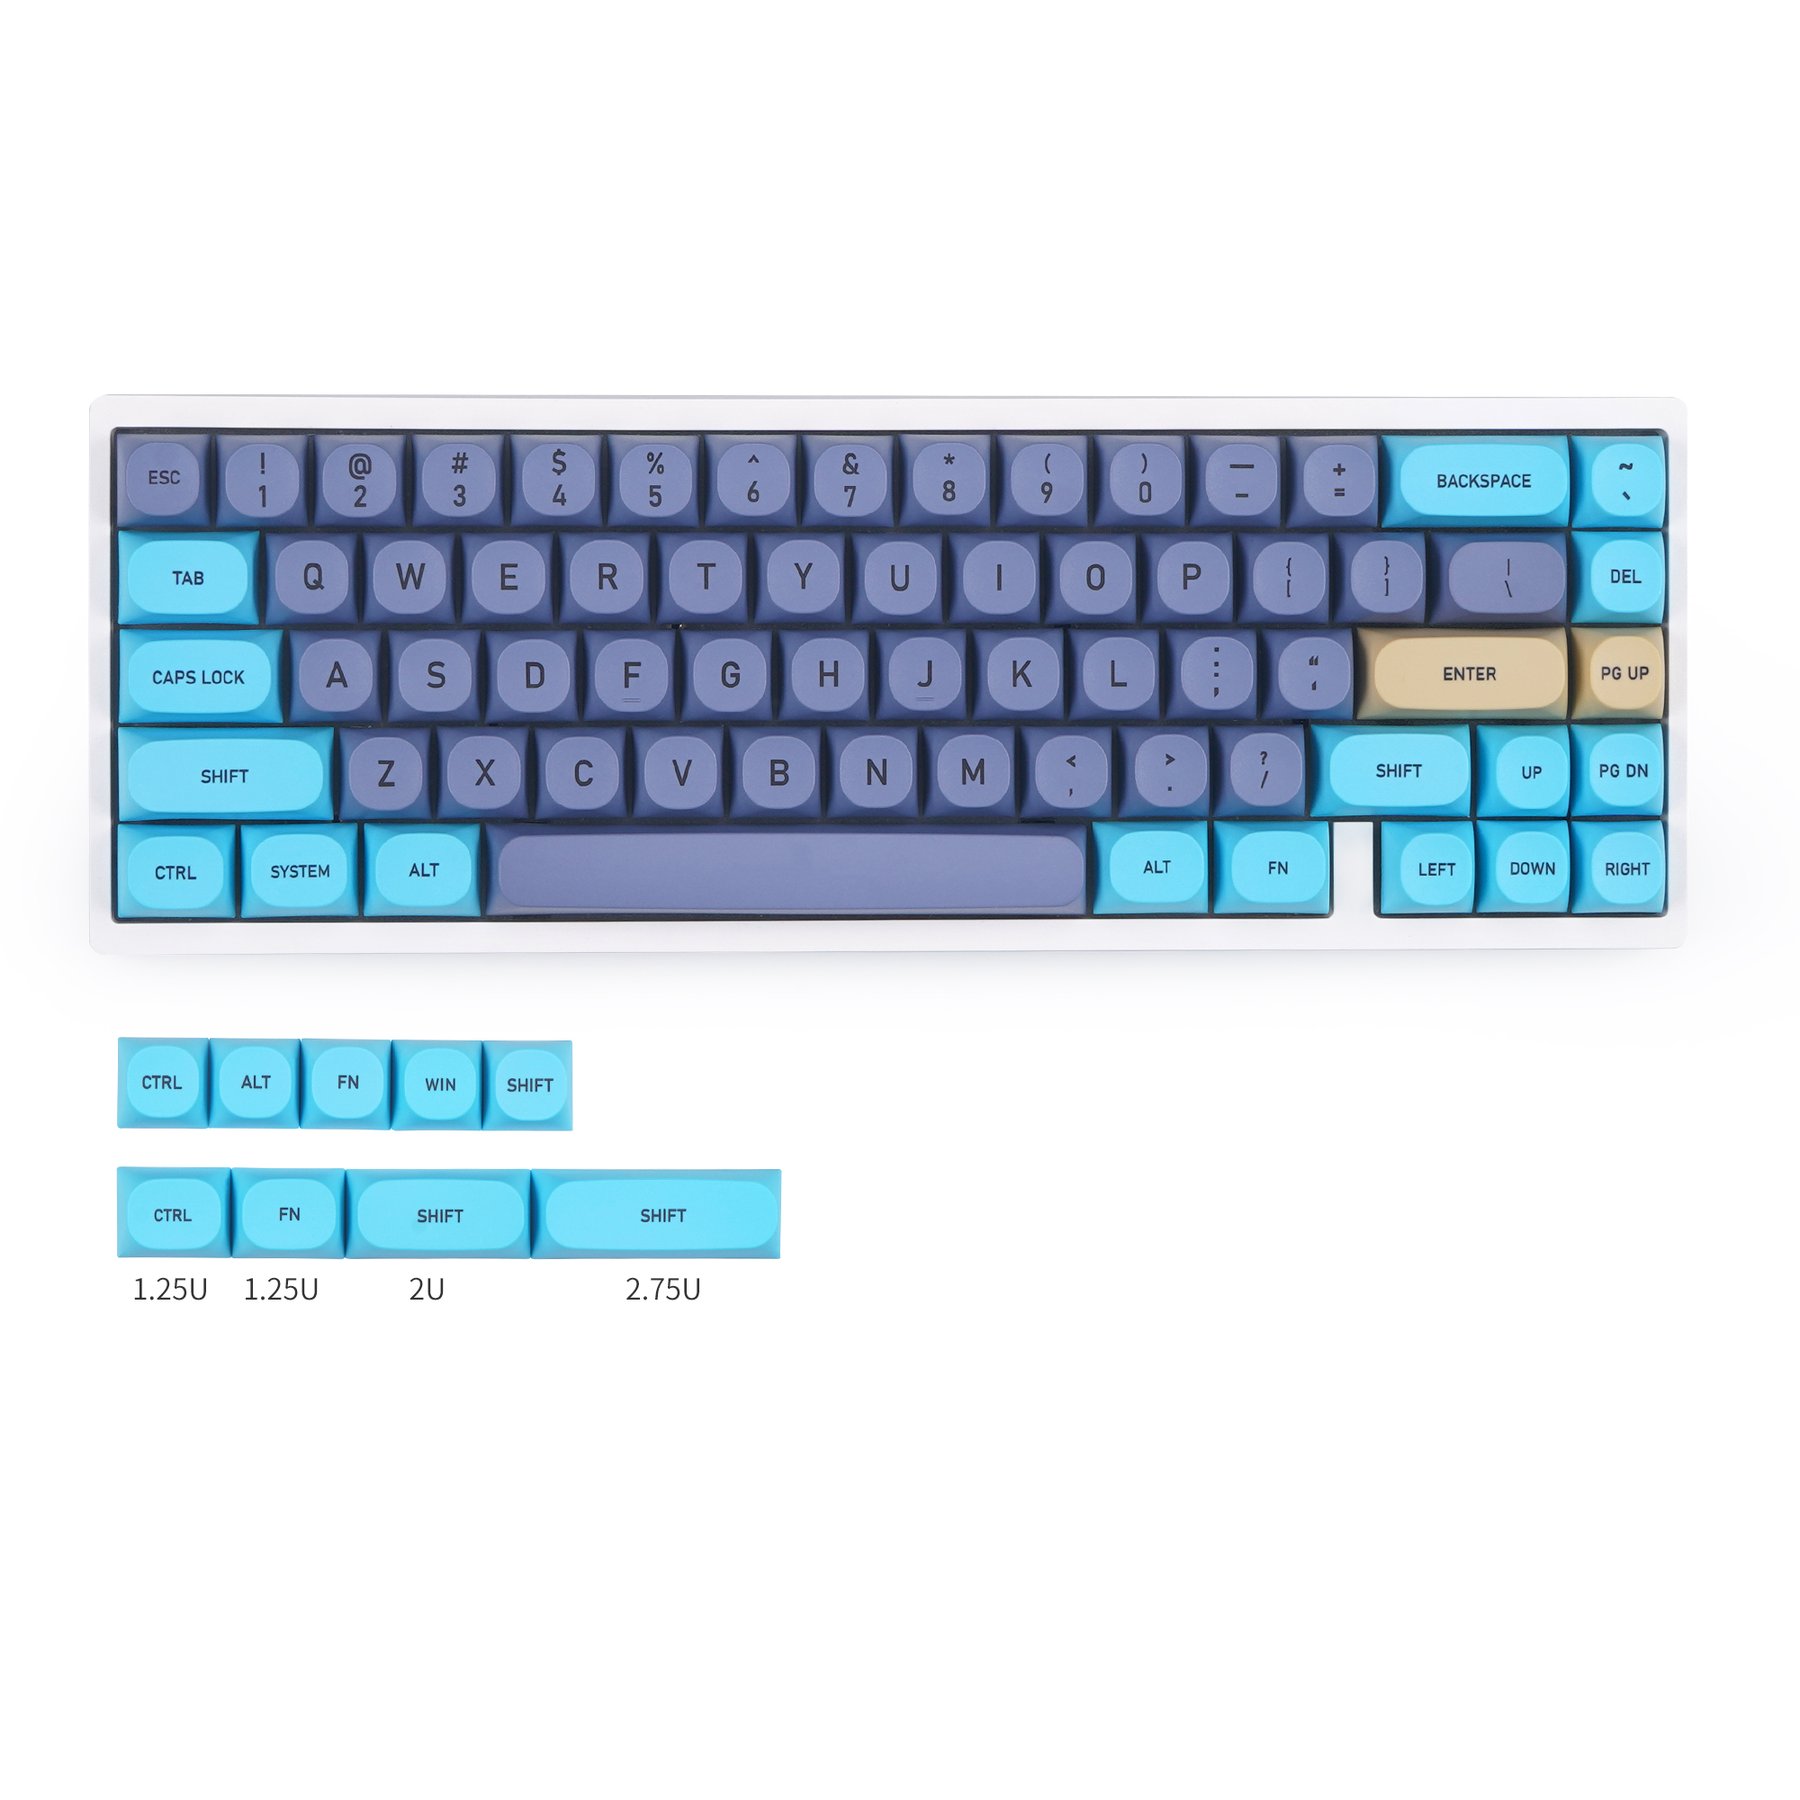 ESC ! @ # $ % ^ & * ( ) — + BACKSPACE ~
1 2 3 4 5 6 7 8 9 0 - = `
TAB Q W E R T Y U I O P { } | DEL
[ ] \
CAPS LOCK A S D F G H J K L : “ ENTER PG UP
; ‘
SHIFT Z X C V B N M < > ? SHIFT UP PG DN
, . /
CTRL SYSTEM ALT ALT FN LEFT DOWN RIGHT
CTRL ALT FN WIN SHIFT
CTRL FN SHIFT SHIFT
1.25U 1.25U 2U 2.75U